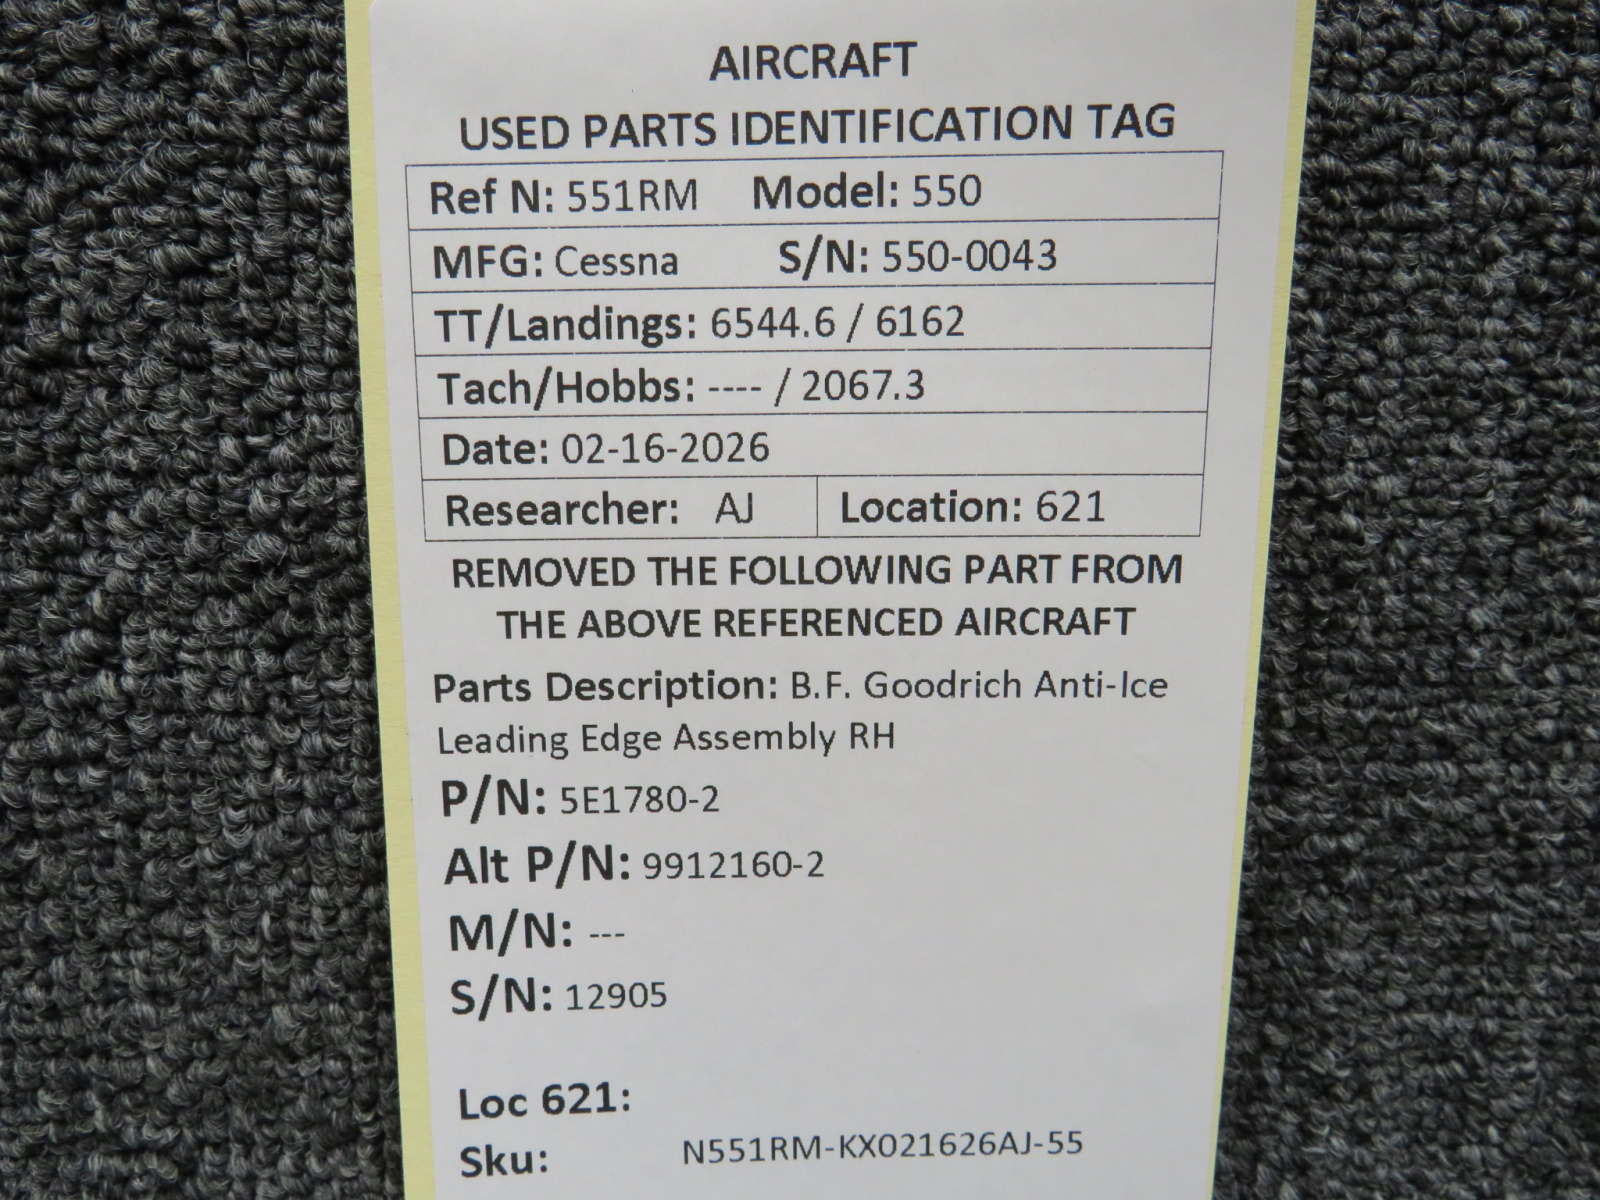 AIRCRAFT
USED PARTS IDENTIFICATION TAG
Ref N: 551RM Model: 550
MFG: Cessna S/N: 550-0043
TT/Landings: 6544.6 / 6162
Tach/Hobbs: ---- / 2067.3
Date: 02-16-2026
Researcher: AJ Location: 621
REMOVED THE FOLLOWING PART FROM
THE ABOVE REFERENCED AIRCRAFT
Parts Description: B.F. Goodrich Anti-Ice
Leading Edge Assembly RH
P/N: 5E1780-2
Alt P/N: 9912160-2
M/N: ---
S/N: 12905
Loc 621:
Sku: N551RM-KX021626AJ-55